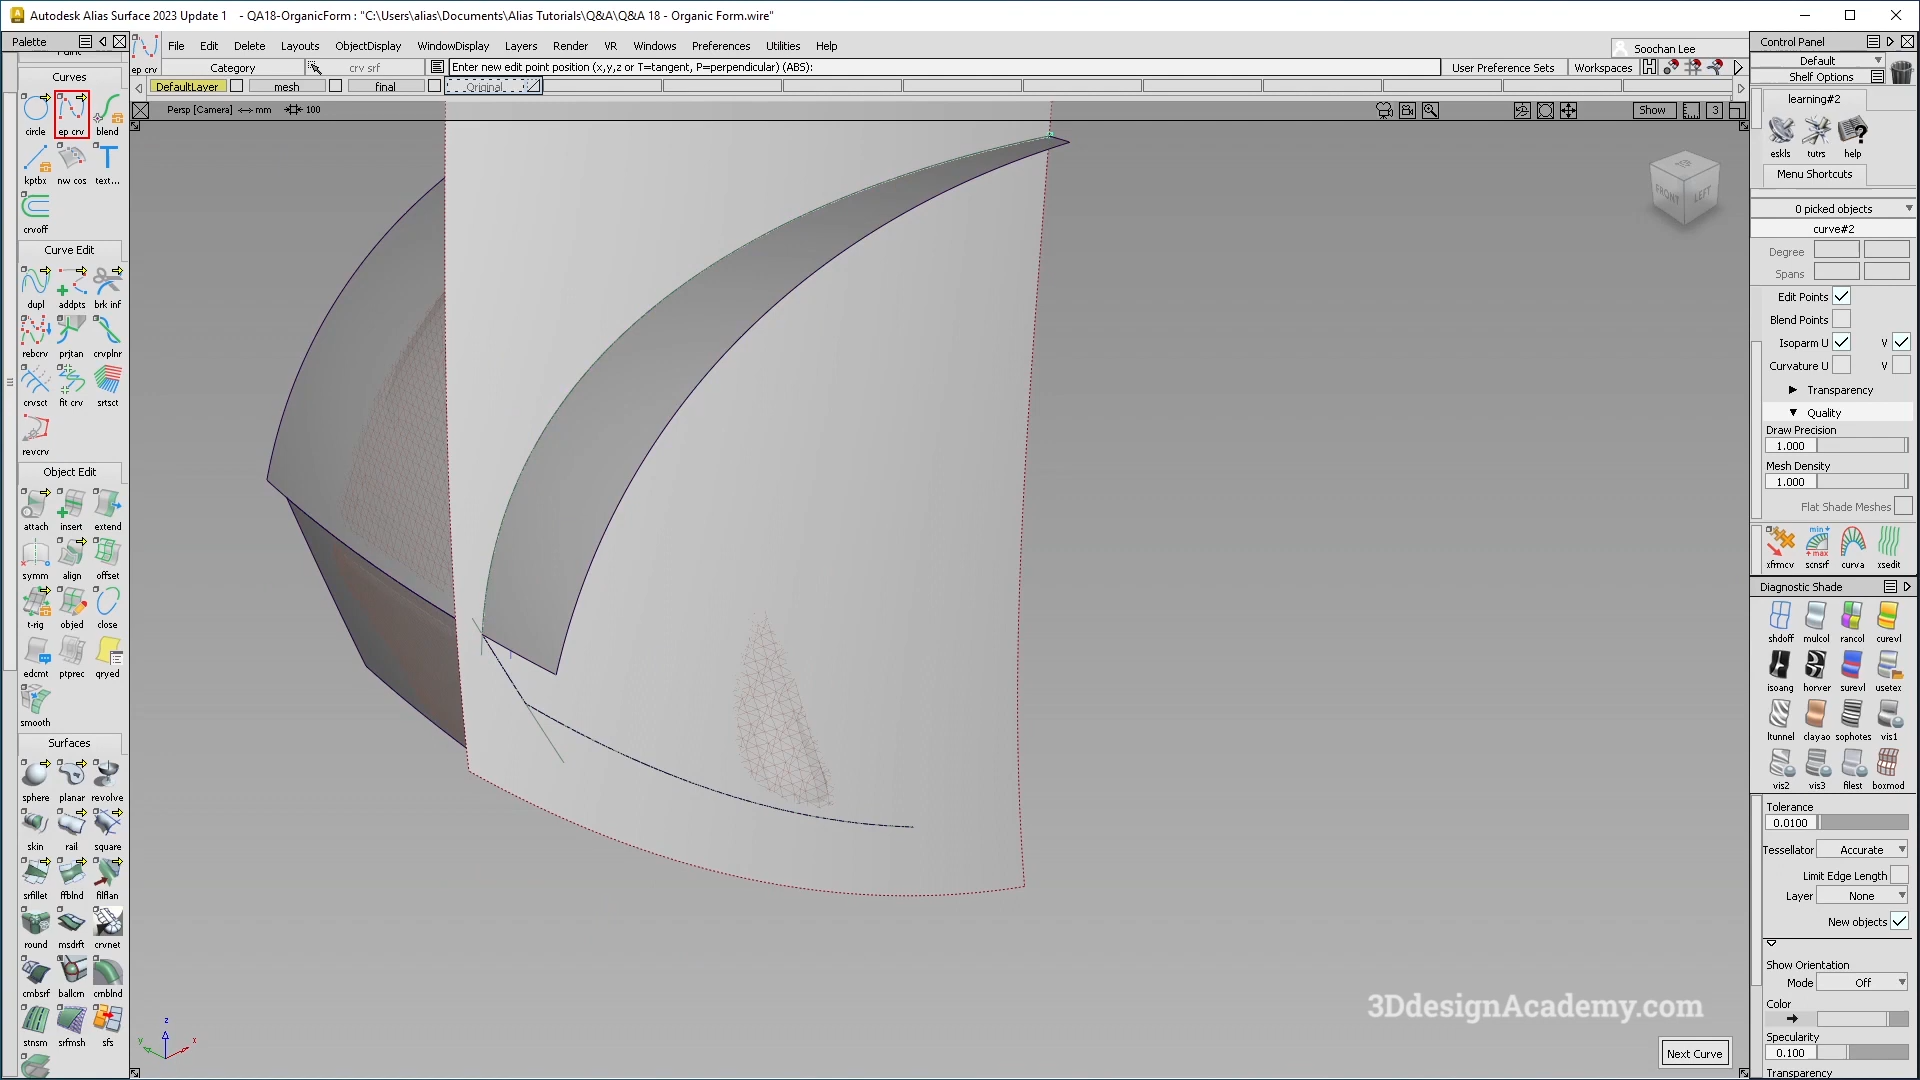 Autodesk Alias Surface 2023 Update 1 - QA18-OrganicForm : "C:\Users\alias\Documents\Alias Tutorials\Q&A\Q&A 18 - Organic Form.wire"
Palette
File Edit Delete Layouts ObjectDisplay WindowDisplay Layers Render VR Windows Preferences Utilities Help
Soochan Lee
ep crv
Category
crv srf
Enter new edit point position (x,y,z or T=tangent, P=perpendicular) (ABS):
User Preference Sets
Workspaces
DefaultLayer
mesh
final
Original
Persp [Camera] <-> mm 100
Show
3
Curves
circle ep crv blend
kptbx nw cos text...
crvoff
Curve Edit
dupl addpts brk inf
rebcrv prjtan crvplnr
crvsct fit crv srtsct
revcrv
Object Edit
attach insert extend
symm align offset
t-rig objed close
edcmt ptprec qryed
smooth
Surfaces
sphere planar revolve
skin rail square
srfillet ffblnd filflan
round msdrft crvnet
cmbsrf ballcrn cmblnd
stnsm srfmsh sfs
FRONT
LEFT
z
y
x
3DdesignAcademy.com
Next Curve
Control Panel
Default
Shelf Options
learning#2
eskls tutrs help
Menu Shortcuts
0 picked objects
curve#2
Degree
Spans
Edit Points
Blend Points
Isoparm U V
Curvature U V
Transparency
Quality
Draw Precision
1.000
Mesh Density
1.000
Flat Shade Meshes
min
max
xfrmcv scnsrf curva xsedit
Diagnostic Shade
shdoff mulcol rancol curevl
isoang horver surevl usetex
ltunnel clayao sophotes vis1
vis2 vis3 filest boxmod
Tolerance
0.0100
Tessellator Accurate
Limit Edge Length
Layer None
New objects
Show Orientation
Mode Off
Color
Specularity
0.100
Transparency